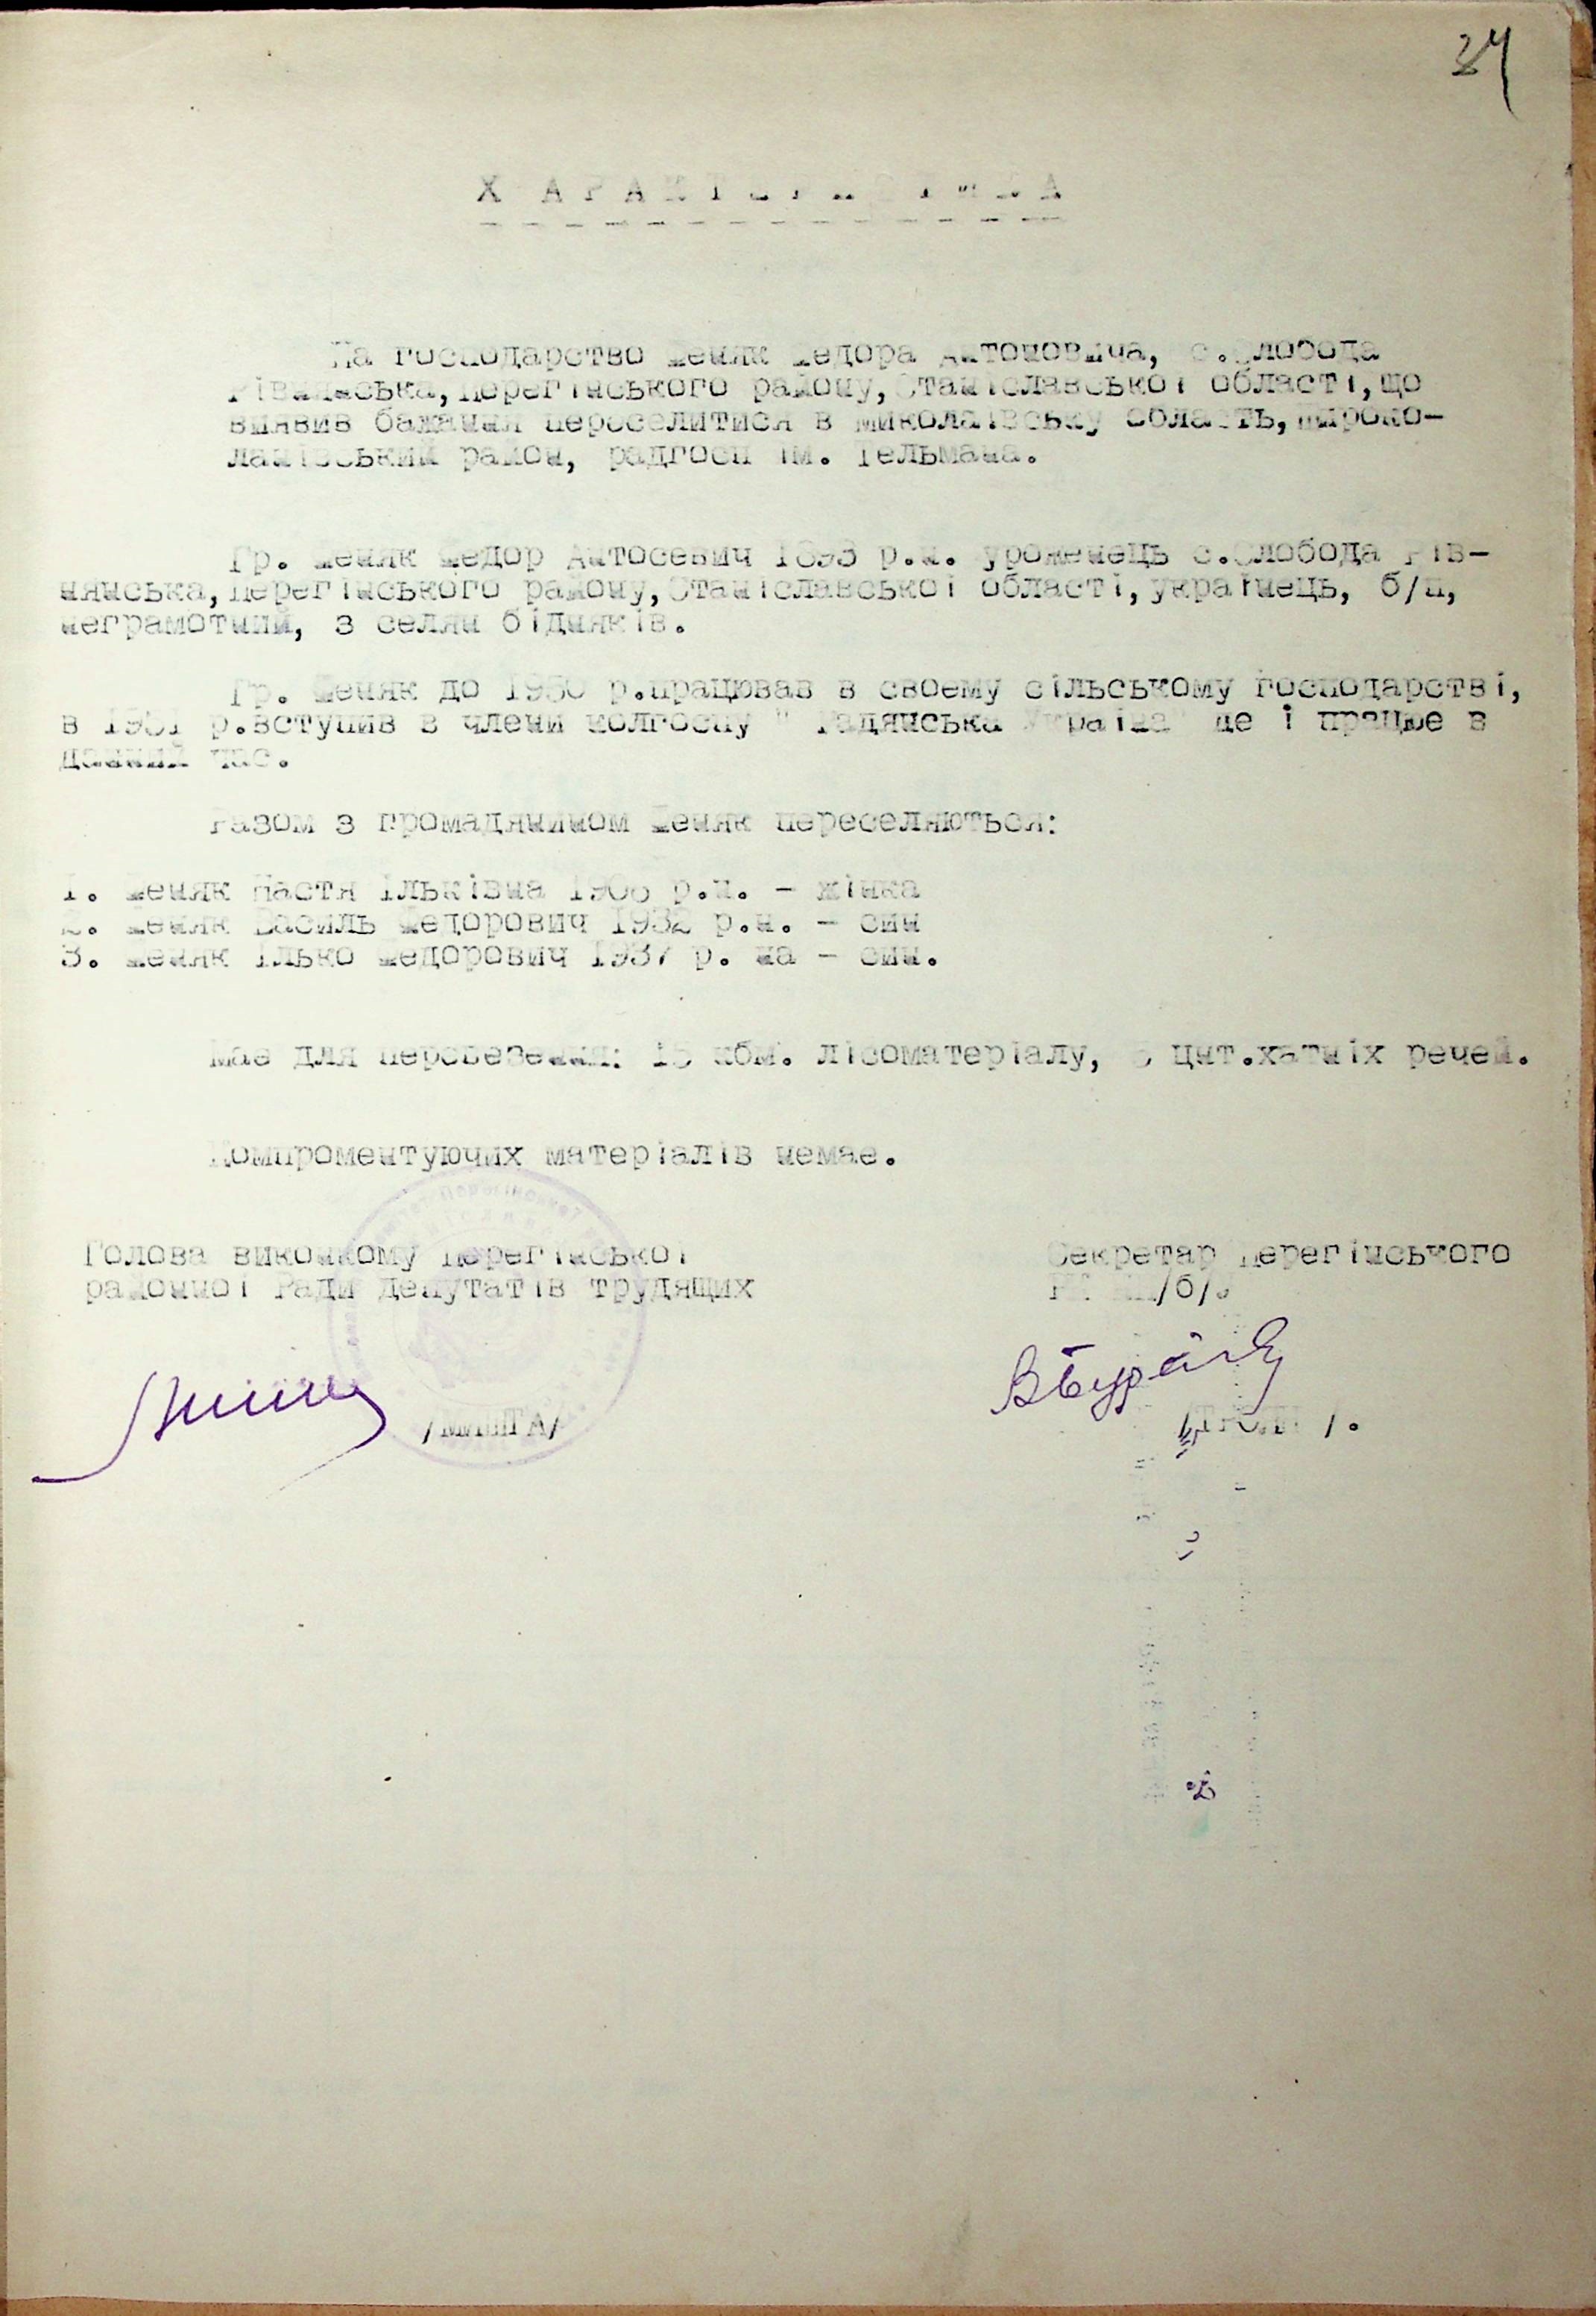 34
Х А Р А К Т Е Р И С Т И К А
На господарство Шеняк Федора Антоновича, с.Слобода
Рівнянська, Перегінського району, Станіславської області, що
виявив бажання переселитися в Миколаївську область, Широко-
ланівський район, радгосп ім. Тельмана.
Гр. Шеняк Федор Антосевич 1893 р.н. уроженець с.Слобода Рів-
нянська, Перегінського району, Станіславської області, українець, б/п,
неграмотний, з селян бідняків.
Гр. Шеняк до 1950 р.працював в своєму сільському господарстві,
в 1951 р.вступив в члени колгоспу " Радянська Україна" де і працює в
данний час.
Разом з громадянином Шеняк переселяються:
1. Шеняк Настя Ільківна 1908 р.н. - жінка
2. Шеняк Василь Федорович 1932 р.н. - син
3. Шеняк Ілько Федорович 1937 р. на - син.
Має для перевезення: 15 кбм. лісоматеріалу, цнт.хатніх речей.
Компроментуючих матеріалів немає.
Голова виконкому Перегінської
районної Ради депутатів трудящих
Секретар Перегінського
РК КП/б/У